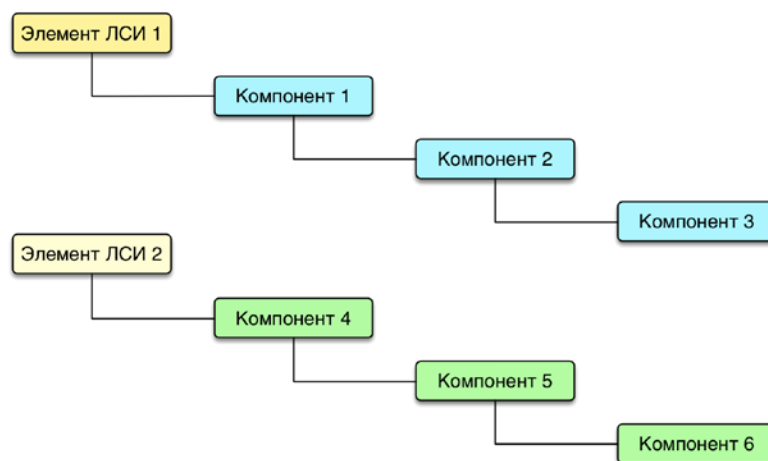 Элемент ЛСИ 1
Компонент 1
Компонент 2
Компонент 3
Элемент ЛСИ 2
Компонент 4
Компонент 5
Компонент 6